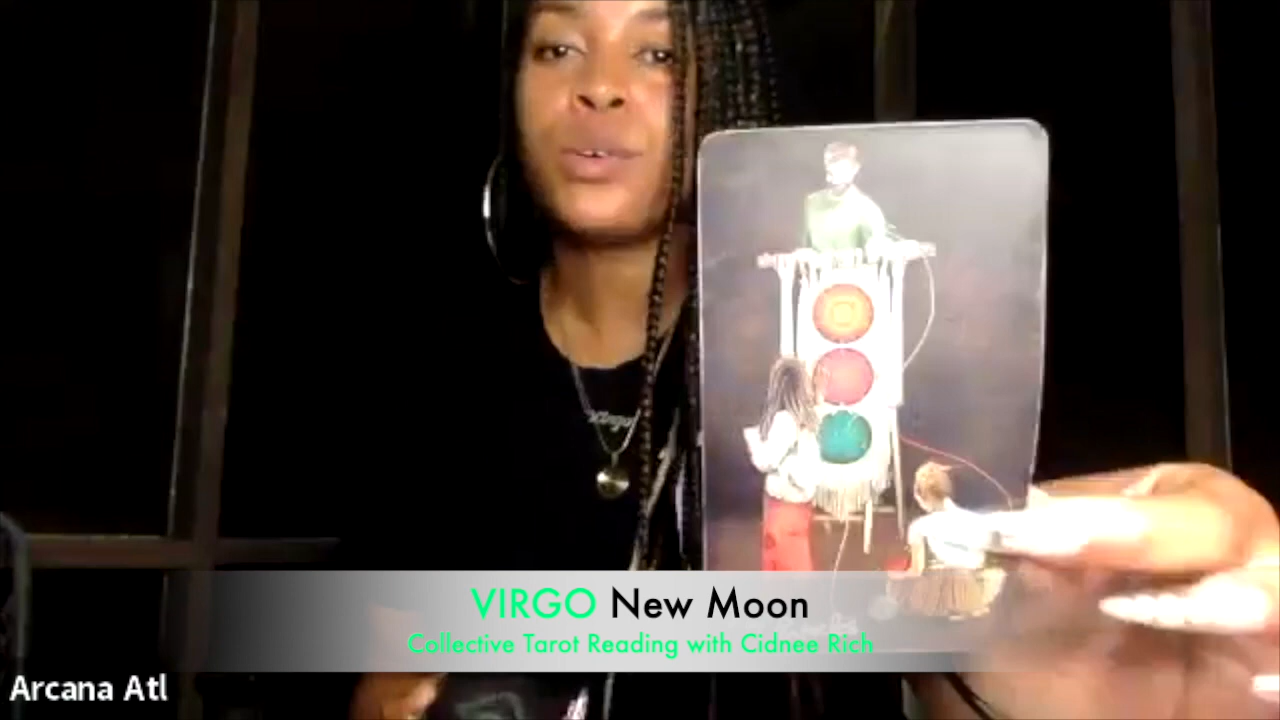 VIRGO New Moon
Collective Tarot Reading with Cidnee Rich
Arcana Atl